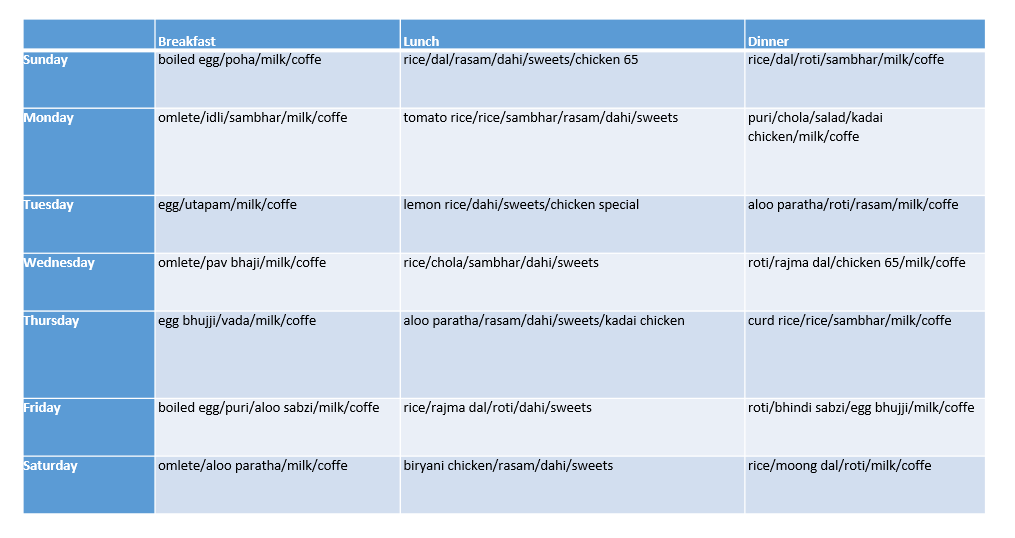 Breakfast Lunch Dinner
Sunday boiled egg/poha/milk/coffe rice/dal/rasam/dahi/sweets/chicken 65 rice/dal/roti/sambhar/milk/coffe
Monday omlete/idli/sambhar/milk/coffe tomato rice/rice/sambhar/rasam/dahi/sweets puri/chola/salad/kadai
chicken/milk/coffe
Tuesday egg/utapam/milk/coffe lemon rice/dahi/sweets/chicken special aloo paratha/roti/rasam/milk/coffe
Wednesday omlete/pav bhaji/milk/coffe rice/chola/sambhar/dahi/sweets roti/rajma dal/chicken 65/milk/coffe
Thursday egg bhujji/vada/milk/coffe aloo paratha/rasam/dahi/sweets/kadai chicken curd rice/rice/sambhar/milk/coffe
Friday boiled egg/puri/aloo sabzi/milk/coffe rice/rajma dal/roti/dahi/sweets roti/bhindi sabzi/egg bhujji/milk/coffe
Saturday omlete/aloo paratha/milk/coffe biryani chicken/rasam/dahi/sweets rice/moong dal/roti/milk/coffe